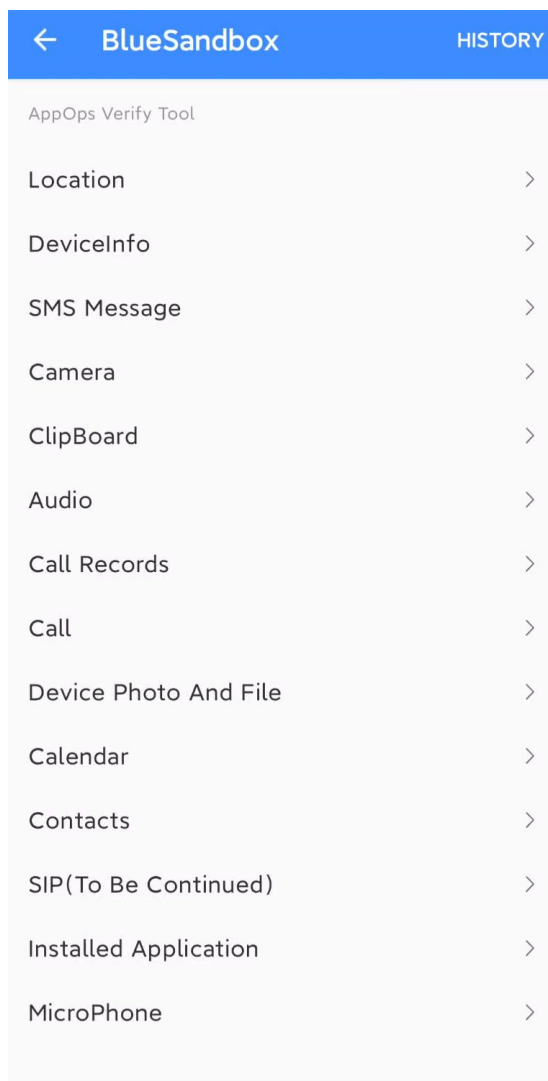 BlueSandbox HISTORY
AppOps Verify Tool
Location
DeviceInfo
SMS Message
Camera
ClipBoard
Audio
Call Records
Call
Device Photo And File
Calendar
Contacts
SIP(To Be Continued)
Installed Application
MicroPhone